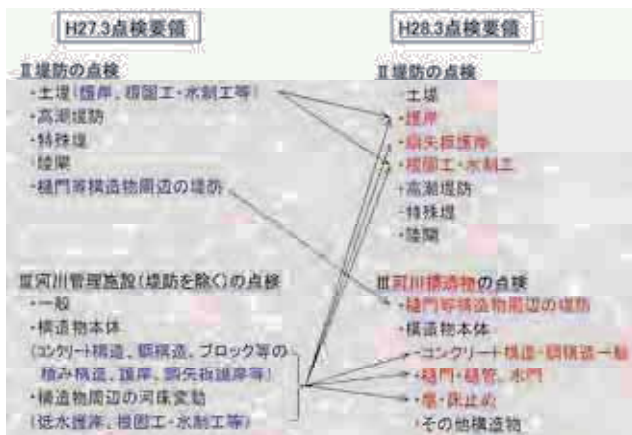 H27.3点検要領
Ⅱ堤防の点検
・土堤(護岸、根固工・水制工等)
・高潮堤防
・特殊堤
・陸閘
・樋門等構造物周辺の堤防
Ⅲ河川管理施設(堤防を除く)の点検
・一般
・構造物本体
(コンクリート構造、鋼構造、ブロック等の
積み構造、護岸、鋼矢板護岸等)
・構造物周辺の河床変動
(低水護岸、根固工・水制工等)
H28.3点検要領
Ⅱ堤防の点検
・土堤
・護岸
・鋼矢板護岸
・根固工・水制工
・高潮堤防
・特殊堤
・陸閘
Ⅲ河川構造物の点検
・樋門等構造物周辺の堤防
・構造物本体
・コンクリート構造・鋼構造一般
・樋門・樋管、水門
・堰・床止め
・その他構造物